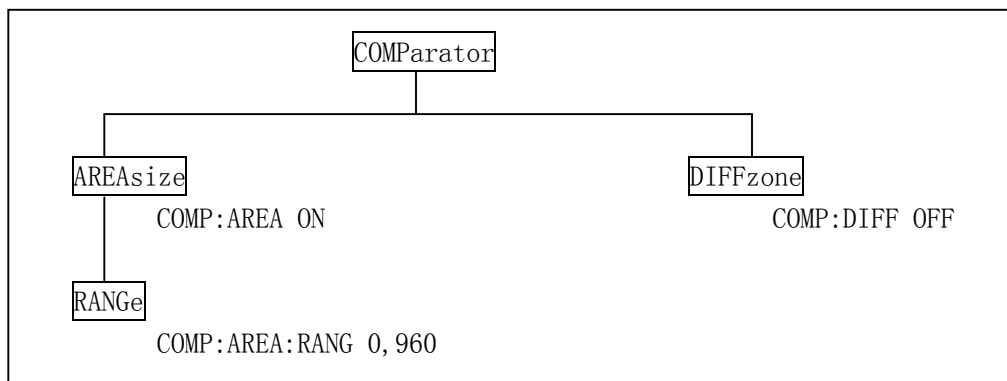 COMParator
AREAsize
DIFFzone
COMP:AREA ON
COMP:DIFF OFF
RANGe
COMP:AREA:RANG 0,960